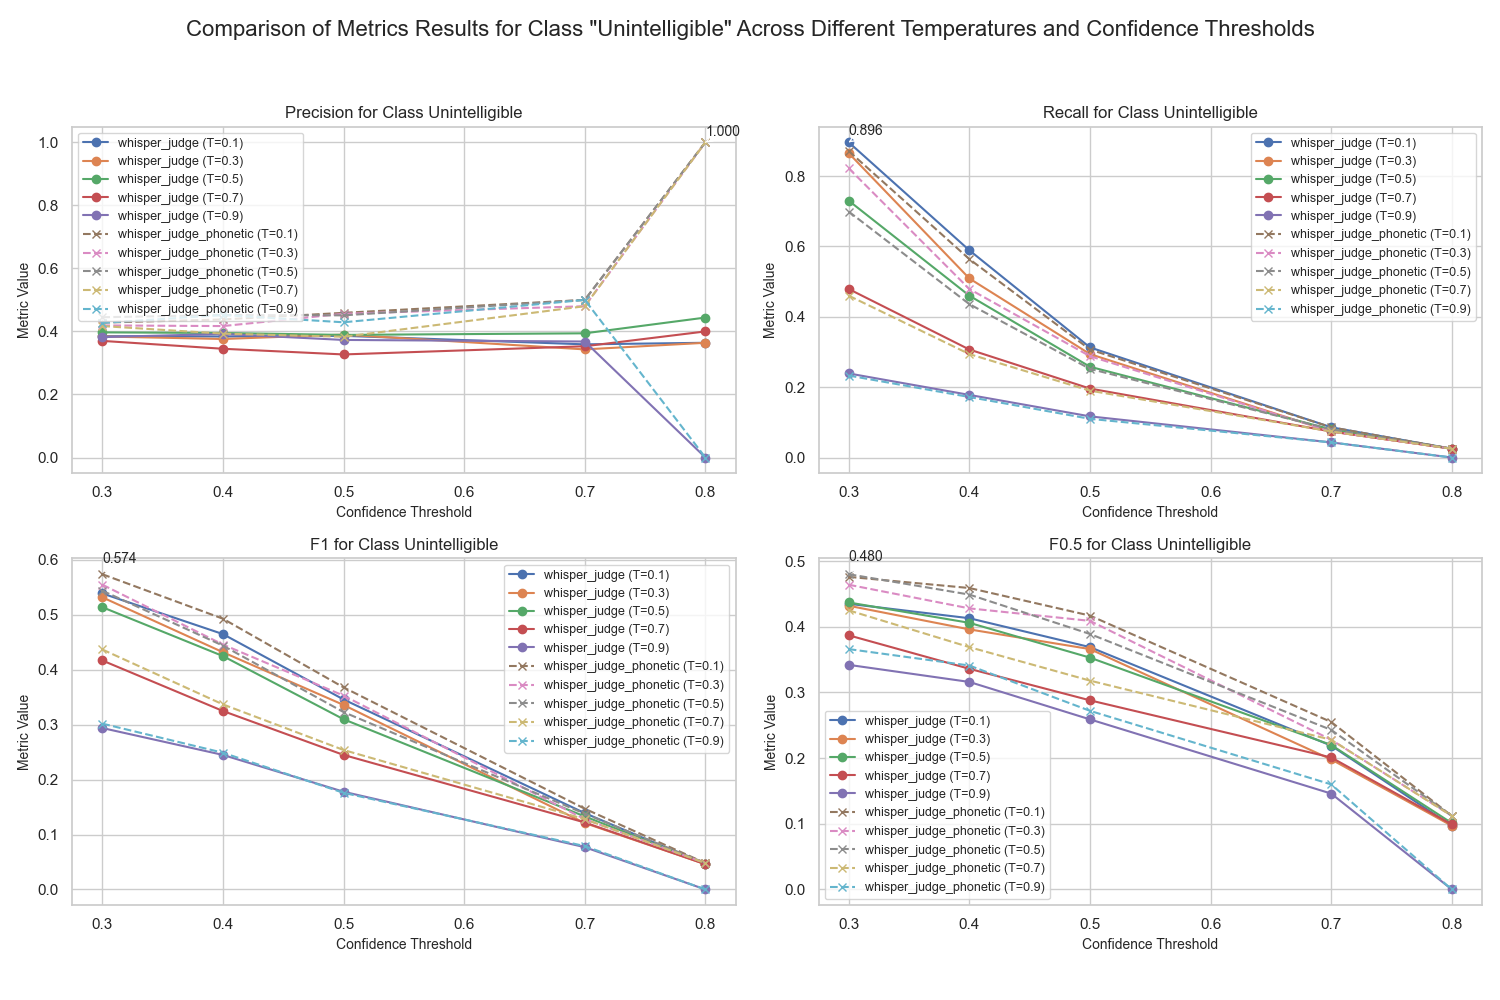 Comparison of Metrics Results for Class "Unintelligible" Across Different Temperatures and Confidence Thresholds
Precision for Class Unintelligible
1.000
whisper_judge (T=0.1)
whisper_judge (T=0.3)
whisper_judge (T=0.5)
whisper_judge (T=0.7)
whisper_judge (T=0.9)
whisper_judge_phonetic (T=0.1)
whisper_judge_phonetic (T=0.3)
whisper_judge_phonetic (T=0.5)
whisper_judge_phonetic (T=0.7)
whisper_judge_phonetic (T=0.9)
Metric Value
1.0
0.8
0.6
0.4
0.2
0.0
0.3 0.4 0.5 0.6 0.7 0.8
Confidence Threshold
Recall for Class Unintelligible
0.896
whisper_judge (T=0.1)
whisper_judge (T=0.3)
whisper_judge (T=0.5)
whisper_judge (T=0.7)
whisper_judge (T=0.9)
whisper_judge_phonetic (T=0.1)
whisper_judge_phonetic (T=0.3)
whisper_judge_phonetic (T=0.5)
whisper_judge_phonetic (T=0.7)
whisper_judge_phonetic (T=0.9)
Metric Value
0.8
0.6
0.4
0.2
0.0
0.3 0.4 0.5 0.6 0.7 0.8
Confidence Threshold
F1 for Class Unintelligible
0.574
whisper_judge (T=0.1)
whisper_judge (T=0.3)
whisper_judge (T=0.5)
whisper_judge (T=0.7)
whisper_judge (T=0.9)
whisper_judge_phonetic (T=0.1)
whisper_judge_phonetic (T=0.3)
whisper_judge_phonetic (T=0.5)
whisper_judge_phonetic (T=0.7)
whisper_judge_phonetic (T=0.9)
Metric Value
0.6
0.5
0.4
0.3
0.2
0.1
0.0
0.3 0.4 0.5 0.6 0.7 0.8
Confidence Threshold
F0.5 for Class Unintelligible
0.480
whisper_judge (T=0.1)
whisper_judge (T=0.3)
whisper_judge (T=0.5)
whisper_judge (T=0.7)
whisper_judge (T=0.9)
whisper_judge_phonetic (T=0.1)
whisper_judge_phonetic (T=0.3)
whisper_judge_phonetic (T=0.5)
whisper_judge_phonetic (T=0.7)
whisper_judge_phonetic (T=0.9)
Metric Value
0.5
0.4
0.3
0.2
0.1
0.0
0.3 0.4 0.5 0.6 0.7 0.8
Confidence Threshold